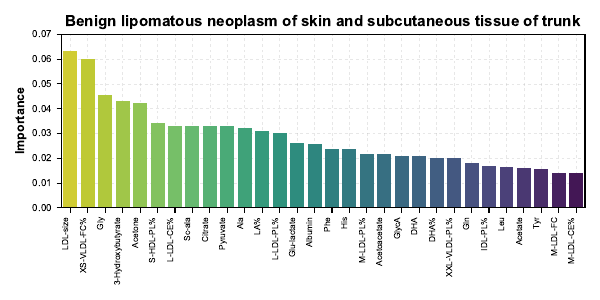 Benign lipomatous neoplasm of skin and subcutaneous tissue of trunk
Importance
0.07
0.06
0.05
0.04
0.03
0.02
0.01
0.00
LDL-size
XS-VLDL-FC%
Gly
3-Hydroxybutyrate
Acetone
S-HDL-PL%
L-LDL-CE%
Sc-ala
Citrate
Pyruvate
Ala
LA%
L-LDL-PL%
Glu-lactate
Albumin
Phe
His
M-LDL-PL%
Acetoacetate
GlycA
DHA
DHA%
XXL-VLDL-PL%
Gln
IDL-PL%
Leu
Acetate
Tyr
M-LDL-FC
M-LDL-CE%